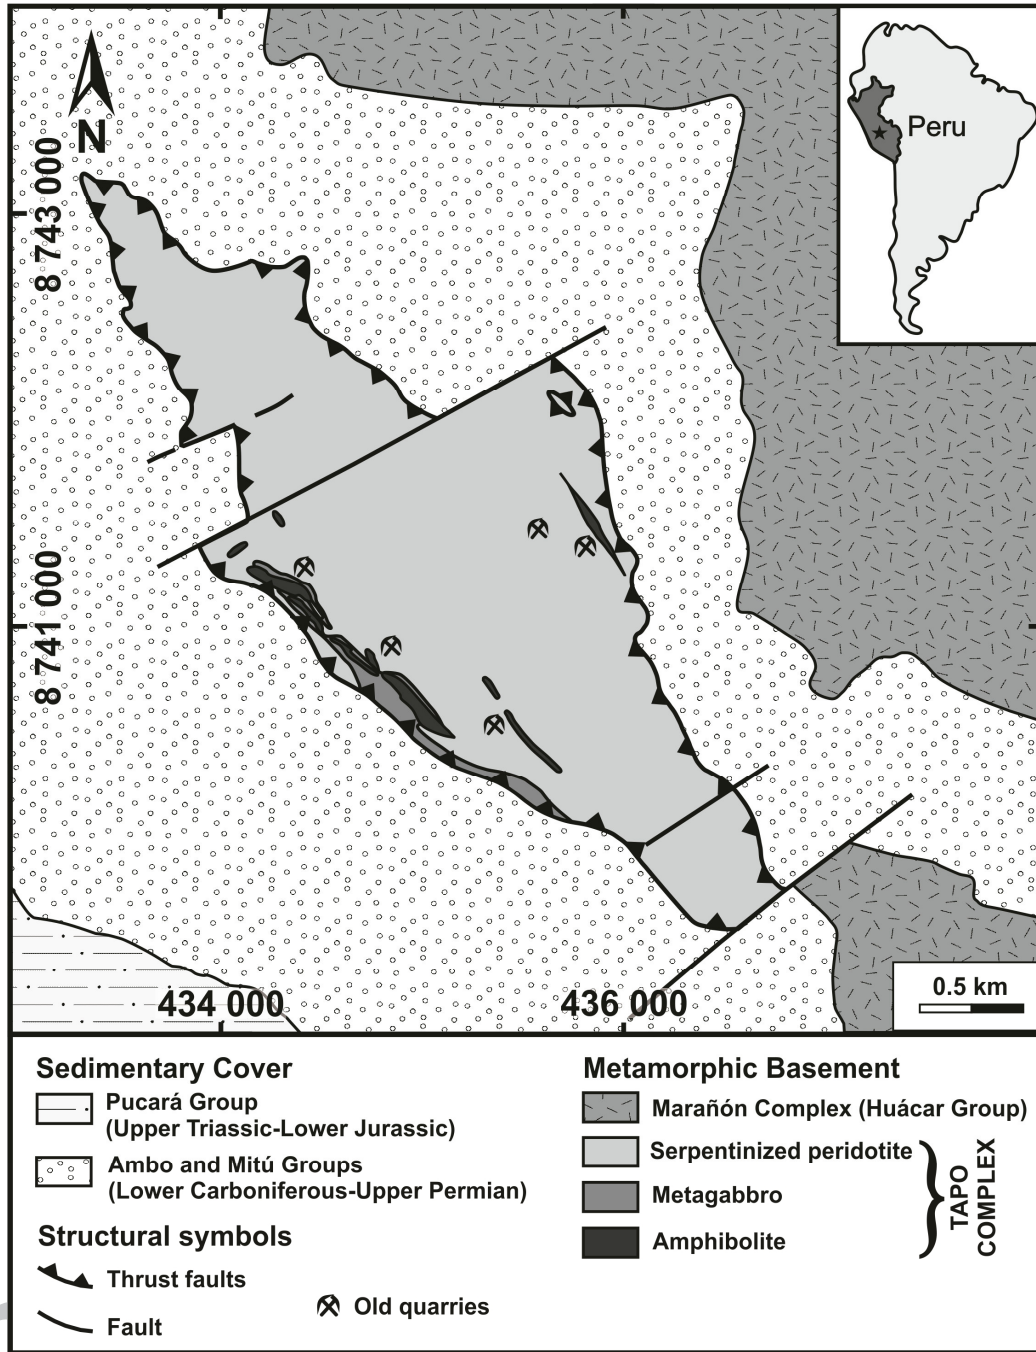 N
Peru
8 743 000
8 741 000
434 000
436 000
0.5 km
Sedimentary Cover
Pucará Group
(Upper Triassic-Lower Jurassic)
Ambo and Mitú Groups
(Lower Carboniferous-Upper Permian)
Structural symbols
Thrust faults
Fault
Old quarries
Metamorphic Basement
Marañón Complex (Huácar Group)
Serpentinized peridotite
Metagabbro
Amphibolite
TAPO
COMPLEX